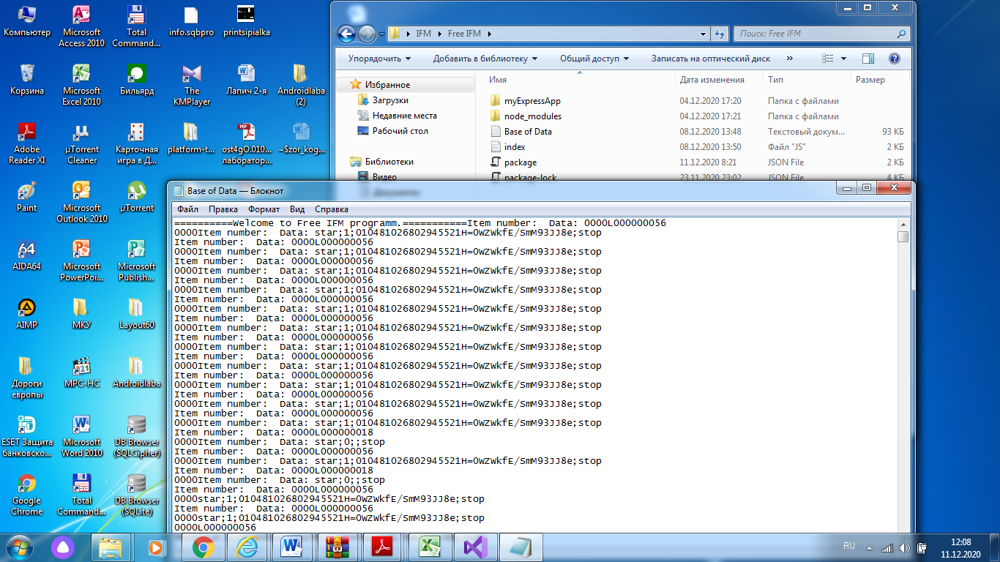 Компьютер
Microsoft Access 2010
Total Command...
info.sqbpro
printsipialka
Корзина
Microsoft Excel 2010
Бильярд
The KMPlayer
Лапич 2-я
Androidlaba (2)
Adobe Reader XI
µTorrent Cleaner
Карточная игра в Д...
platform-t...
ost4gO.010... лаборатор...
~$zor_kog...
Paint
Microsoft Outlook 2010
µTorrent
AIDA64
Microsoft PowerPoi...
Microsoft Publish...
AIMP
МКУ
Layout60
Дороги европы
MPC-HC
Androidlaba
ESET Защита банковско...
Microsoft Word 2010
DB Browser (SQLCipher)
Google Chrome
Total Command...
DB Browser (SQLite)
IFM
Free IFM
Поиск: Free IFM
Упорядочить
Добавить в библиотеку
Общий доступ
Записать на оптический диск
»
Избранное
Загрузки
Недавние места
Рабочий стол
Библиотеки
Видео
Имя
Дата изменения
Тип
Размер
myExpressApp 04.12.2020 17:20 Папка с файлами
node_modules 04.12.2020 17:21 Папка с файлами
Base of Data 08.12.2020 13:48 Текстовый докум... 93 КБ
index 08.12.2020 13:50 Файл "JS" 2 КБ
package 11.12.2020 8:21 JSON File 2 КБ
package-lock 23.11.2020 23:02 JSON File 4 КБ
Base of Data — Блокнот
Файл Правка Формат Вид Справка
==========Welcome to Free IFM programm.===========Item number:  Data: 0000L000000056
0000Item number:  Data: star;1;010481026802945521H=OWZWkfE/SmM93JJ8e;stop
Item number:  Data: 0000L000000056
0000Item number:  Data: star;1;010481026802945521H=OWZWkfE/SmM93JJ8e;stop
Item number:  Data: 0000L000000056
0000Item number:  Data: star;1;010481026802945521H=OWZWkfE/SmM93JJ8e;stop
Item number:  Data: 0000L000000056
0000Item number:  Data: star;1;010481026802945521H=OWZWkfE/SmM93JJ8e;stop
Item number:  Data: 0000L000000056
0000Item number:  Data: star;1;010481026802945521H=OWZWkfE/SmM93JJ8e;stop
Item number:  Data: 0000L000000056
0000Item number:  Data: star;1;010481026802945521H=OWZWkfE/SmM93JJ8e;stop
Item number:  Data: 0000L000000056
0000Item number:  Data: star;1;010481026802945521H=OWZWkfE/SmM93JJ8e;stop
Item number:  Data: 0000L000000056
0000Item number:  Data: star;1;010481026802945521H=OWZWkfE/SmM93JJ8e;stop
Item number:  Data: 0000L000000056
0000Item number:  Data: star;1;010481026802945521H=OWZWkfE/SmM93JJ8e;stop
Item number:  Data: 0000L000000056
0000Item number:  Data: star;1;010481026802945521H=OWZWkfE/SmM93JJ8e;stop
Item number:  Data: 0000L000000056
0000Item number:  Data: star;1;010481026802945521H=OWZWkfE/SmM93JJ8e;stop
Item number:  Data: 0000L000000018
0000Item number:  Data: star;0;;stop
Item number:  Data: 0000L000000056
0000Item number:  Data: star;1;010481026802945521H=OWZWkfE/SmM93JJ8e;stop
Item number:  Data: 0000L000000018
0000Item number:  Data: star;0;;stop
Item number:  Data: 0000L000000056
0000star;1;010481026802945521H=OWZWkfE/SmM93JJ8e;stop
Item number:  Data: 0000L000000056
0000star;1;010481026802945521H=OWZWkfE/SmM93JJ8e;stop
0000L000000056
RU
12:08
11.12.2020